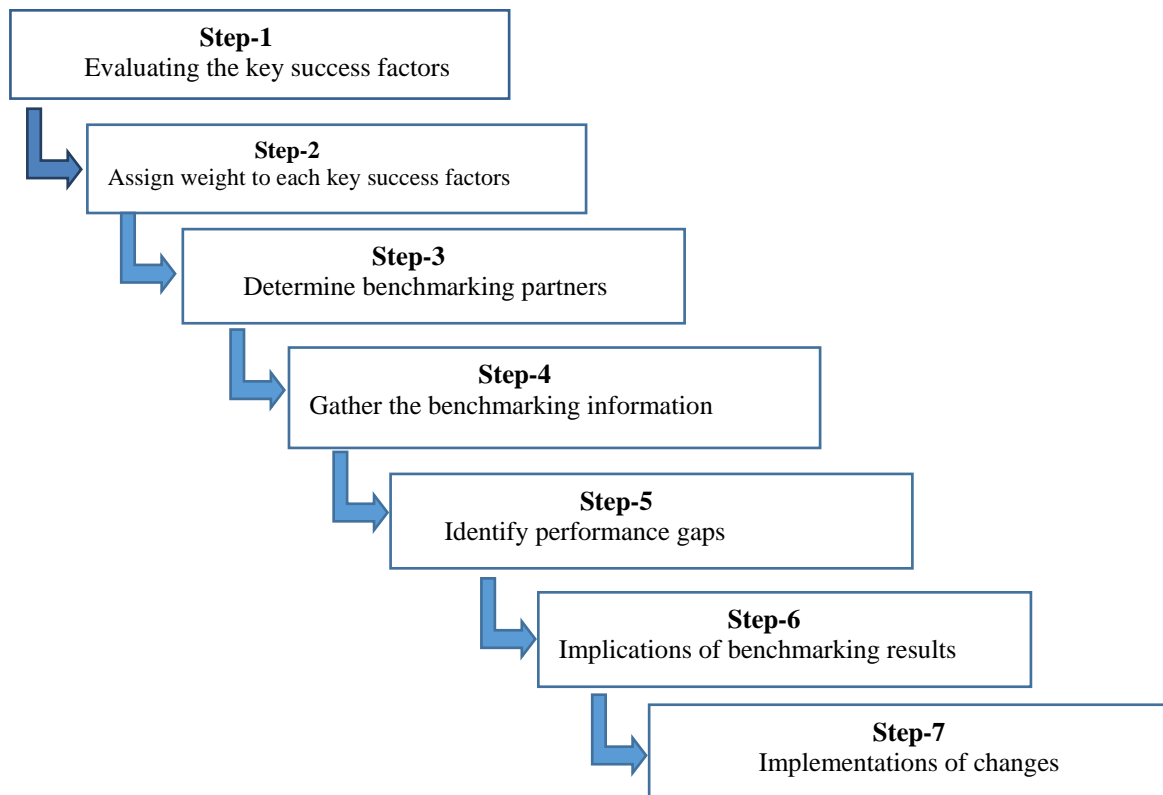 Step-1
Evaluating the key success factors
Step-2
Assign weight to each key success factors
Step-3
Determine benchmarking partners
Step-4
Gather the benchmarking information
Step-5
Identify performance gaps
Step-6
Implications of benchmarking results
Step-7
Implementations of changes